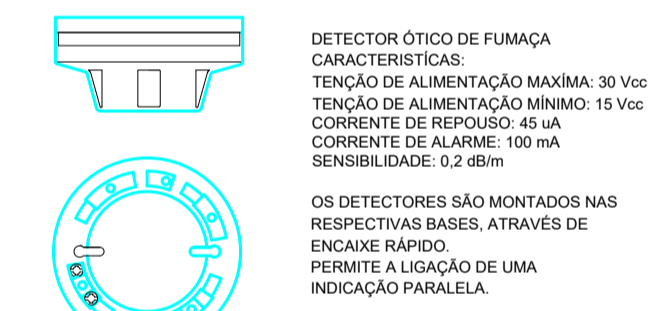 DETECTOR ÓTICO DE FUMAÇA
CARACTERISTÍCAS:
TENÇÃO DE ALIMENTAÇÃO MAXÍMA: 30 Vcc
TENÇÃO DE ALIMENTAÇÃO MÍNIMO: 15 Vcc
CORRENTE DE REPOUSO: 45 uA
CORRENTE DE ALARME: 100 mA
SENSIBILIDADE: 0,2 dB/m
OS DETECTORES SÃO MONTADOS NAS
RESPECTIVAS BASES, ATRAVÉS DE
ENCAIXE RÁPIDO.
PERMITE A LIGAÇÃO DE UMA
INDICAÇÃO PARALELA.